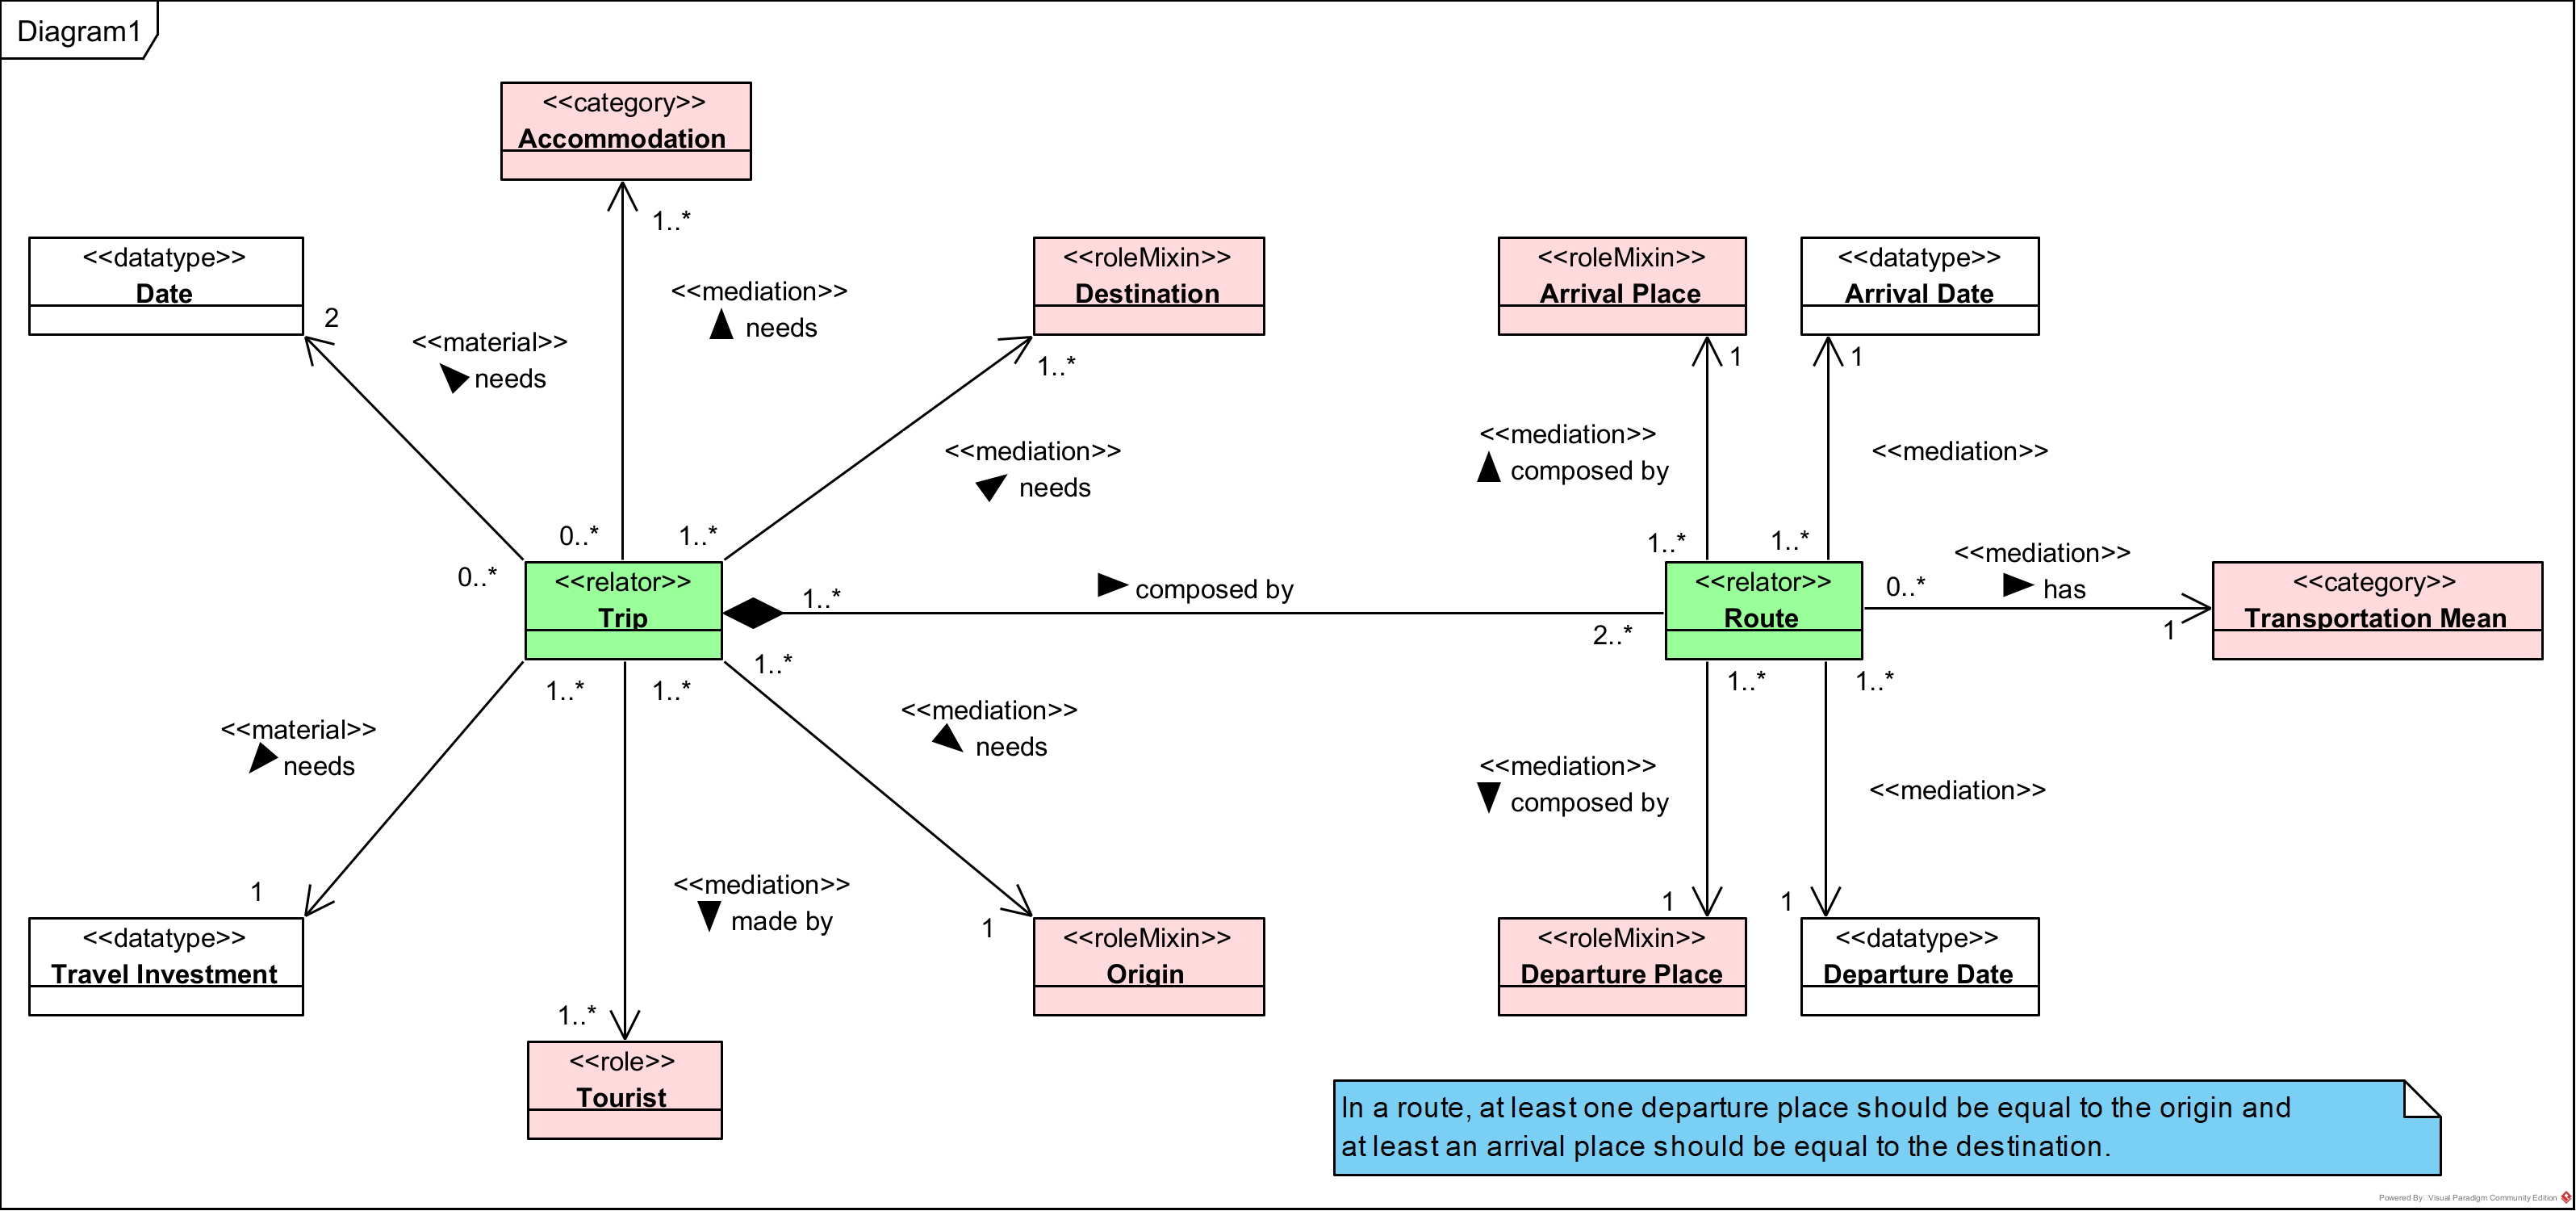 Diagram1
<<category>>
Accommodation
1..*
<<datatype>>
Date
2
<<material>>
needs
<<mediation>>
needs
<<roleMixin>>
Destination
1..*
<<mediation>>
needs
<<roleMixin>>
Arrival Place
1
<<datatype>>
Arrival Date
1
<<mediation>>
composed by
<<mediation>>
0..*
0..*
1..*
<<relator>>
Trip
1..*
composed by
2..*
1..*
1..*
<<relator>>
Route
0..*
<<mediation>>
has
1
<<category>>
Transportation Mean
1..*
1..*
1..*
<<material>>
needs
<<mediation>>
needs
1..*
1..*
<<mediation>>
composed by
<<mediation>>
1
<<datatype>>
Travel Investment
<<mediation>>
made by
1..*
<<role>>
Tourist
1
<<roleMixin>>
Origin
1
<<roleMixin>>
Departure Place
1
<<datatype>>
Departure Date
In a route, at least one departure place should be equal to the origin and
at least an arrival place should be equal to the destination.
Powered By Visual Paradigm Community Edition